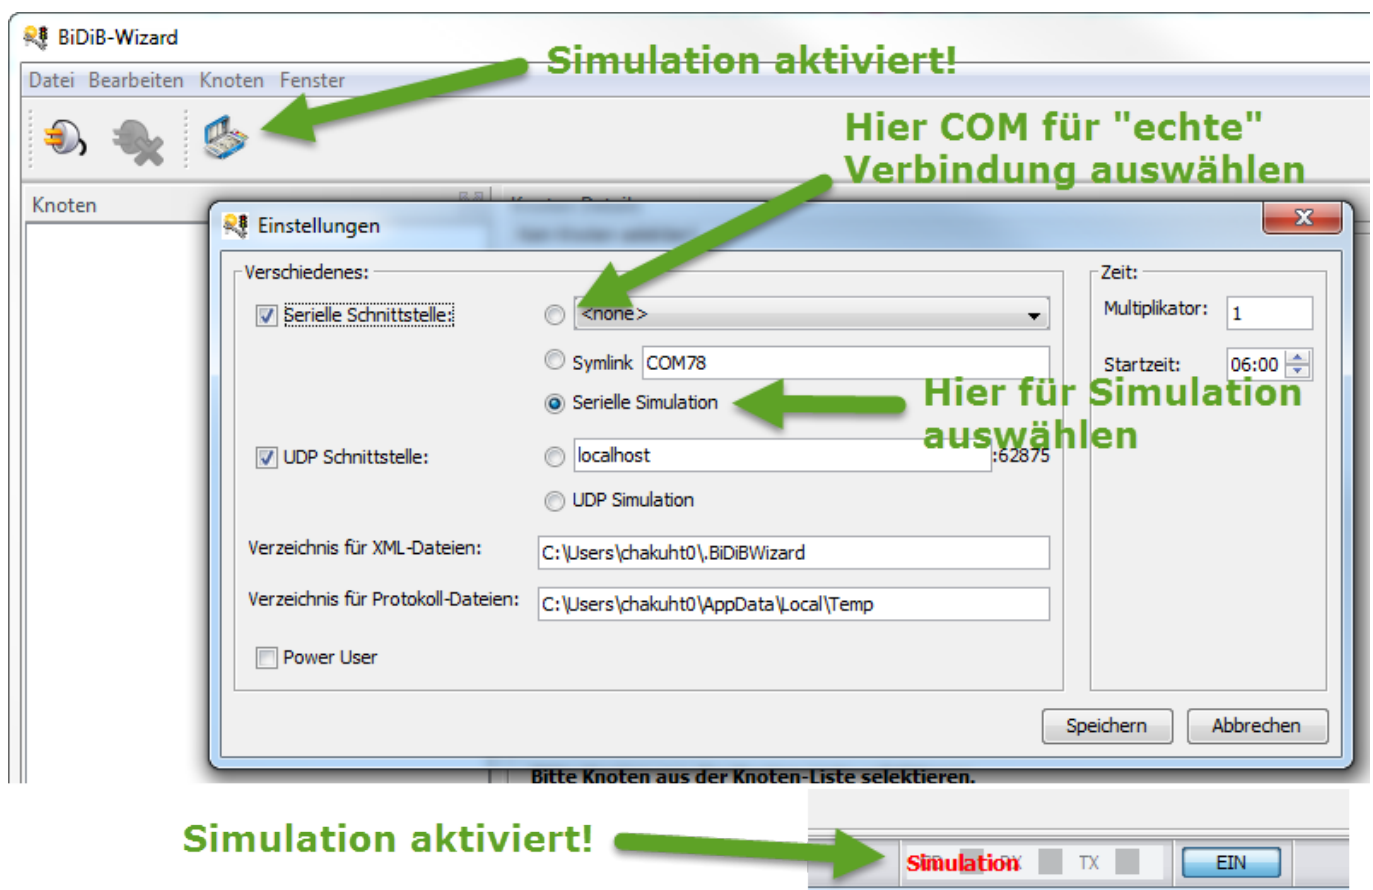 BiDiB-Wizard
Simulation aktiviert!
Datei Bearbeiten Knoten Fenster
Hier COM für "echte"
Verbindung auswählen
Knoten
Einstellungen
Verschiedenes:
Zeit:
Serielle Schnittstelle:
<none>
Multiplikator: 1
Symlink COM78
Startzeit: 06:00
Serielle Simulation
Hier für Simulation
auswählen
UDP Schnittstelle:
localhost :62875
UDP Simulation
Verzeichnis für XML-Dateien: C:\Users\chakuht0\.BiDiBWizard
Verzeichnis für Protokoll-Dateien: C:\Users\chakuht0\AppData\Local\Temp
Power User
Speichern Abbrechen
Bitte Knoten aus der Knoten-Liste selektieren.
Simulation aktiviert!
Simulation TX EIN